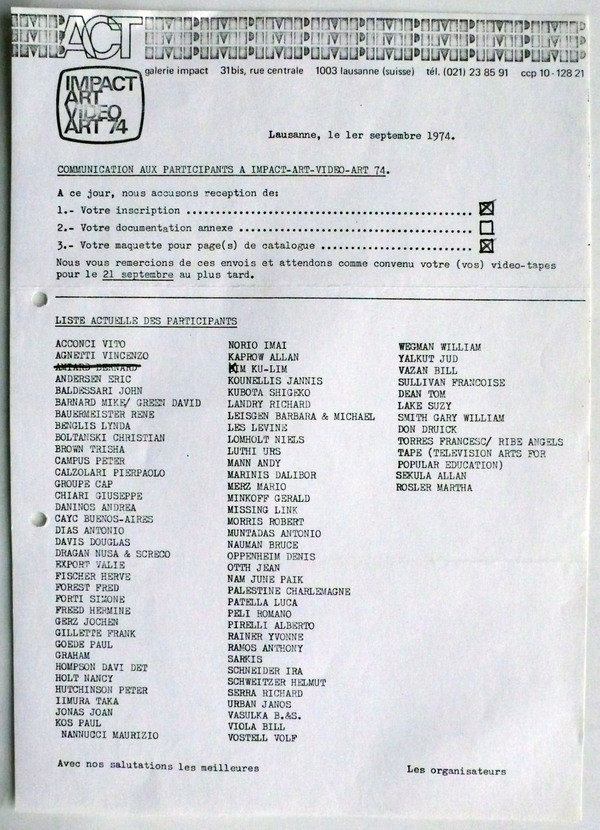 ACT
galerie impact 31bis, rue centrale 1003 lausanne (suisse) tél. (021) 23 85 91 ccp 10-128 21
IMPACT
ART
VIDEO
ART 74
Lausanne, le 1er septembre 1974.
COMMUNICATION AUX PARTICIPANTS A IMPACT-ART-VIDEO-ART 74.
A ce jour, nous accusons reception de:
1.- Votre inscription ☒
2.- Votre documentation annexe ☐
3.- Votre maquette pour page(s) de catalogue ☒
Nous vous remercions de ces envois et attendons comme convenu votre (vos) video-tapes
pour le 21 septembre au plus tard.
LISTE ACTUELLE DES PARTICIPANTS
ACCONCI VITO
AGNETTI VINCENZO
ANDERSEN ERIC
BALDESSARI JOHN
BARNARD MIKE/ GREEN DAVID
BAUERMEISTER RENE
BENGLIS LYNDA
BOLTANSKI CHRISTIAN
BROWN TRISHA
CAMPUS PETER
CALZOLARI PIERPAOLO
GROUPE CAP
CHIARI GIUSEPPE
DANINOS ANDREA
CAYC BUENOS-AIRES
DIAS ANTONIO
DAVIS DOUGLAS
DRAGAN NUSA & SRECO
EXPORT VALIE
FISCHER HERVE
FOREST FRED
FORTI SIMONE
FREED HERMINE
GERZ JOCHEN
GILLETTE FRANK
GOEDE PAUL
GRAHAM
HOMPSON DAVI DET
HOLT NANCY
HUTCHINSON PETER
IIMURA TAKA
JONAS JOAN
KOS PAUL
NANNUCCI MAURIZIO
NORIO IMAI
KAPROW ALLAN
KIM KU-LIM
KOUNELLIS JANNIS
KUBOTA SHIGEKO
LANDRY RICHARD
LEISGEN BARBARA & MICHAEL
LES LEVINE
LOMHOLT NIELS
LUTHI URS
MANN ANDY
MARINIS DALIBOR
MERZ MARIO
MINKOFF GERALD
MISSING LINK
MORRIS ROBERT
MUNTADAS ANTONIO
NAUMAN BRUCE
OPPENHEIM DENIS
OTTH JEAN
NAM JUNE PAIK
PALESTINE CHARLEMAGNE
PATELLA LUCA
PELI ROMANO
PIRELLI ALBERTO
RAINER YVONNE
RAMOS ANTHONY
SARKIS
SCHNEIDER IRA
SCHWEITZER HELMUT
SERRA RICHARD
URBAN JANOS
VASULKA B.&S.
VIOLA BILL
VOSTELL VOLF
WEGMAN WILLIAM
YALKUT JUD
VAZAN BILL
SULLIVAN FRANCOISE
DEAN TOM
LAKE SUZY
SMITH GARY WILLIAM
DON DRUICK
TORRES FRANCESC/ RIBE ANGELS
TAPE (TELEVISION ARTS FOR
POPULAR EDUCATION)
SEKULA ALLAN
ROSLER MARTHA
Avec nos salutations les meilleures
Les organisateurs